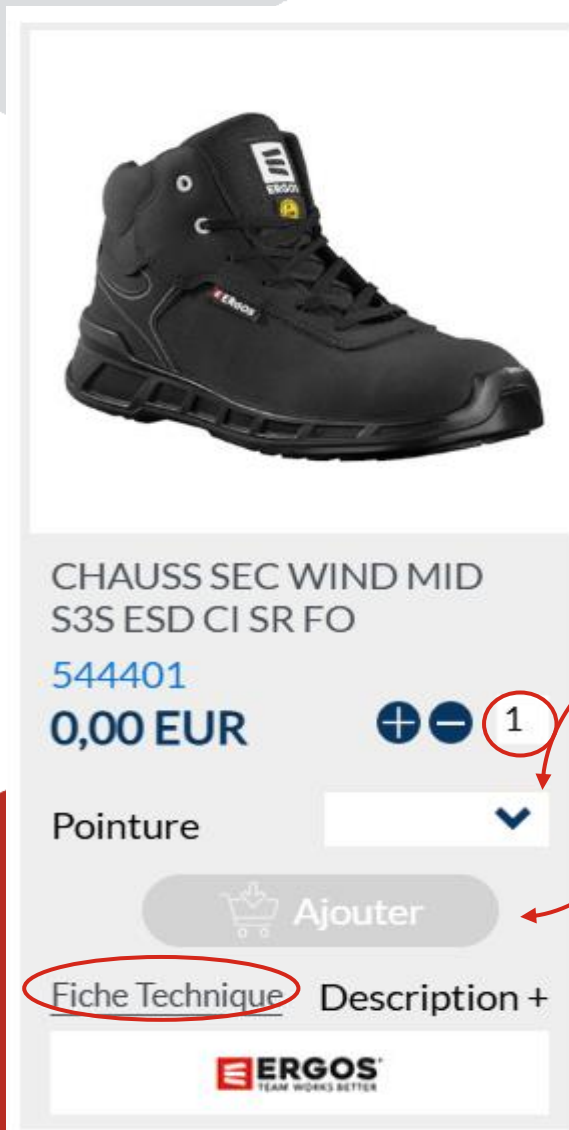 ERGOS
ERGOS
CHAUSS SEC WIND MID
S3S ESD CI SR FO
544401
0,00 EUR 1
Pointure
Ajouter
Fiche Technique Description +
ERGOS
TEAM WORKS BETTER